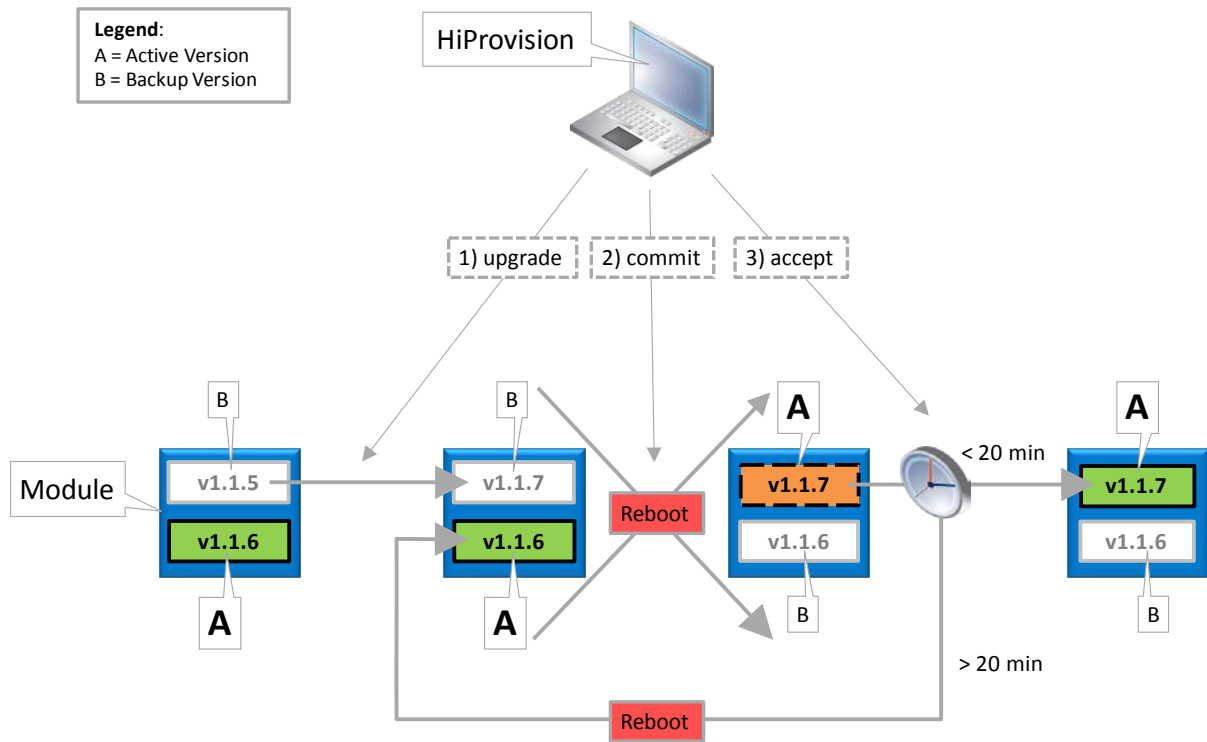 Legend:
A = Active Version
B = Backup Version
HiProvision
1) upgrade
2) commit
3) accept
Module
B
v1.1.5
v1.1.6
A
B
v1.1.7
v1.1.6
A
Reboot
A
v1.1.7
v1.1.6
B
< 20 min
> 20 min
A
v1.1.7
v1.1.6
B
Reboot